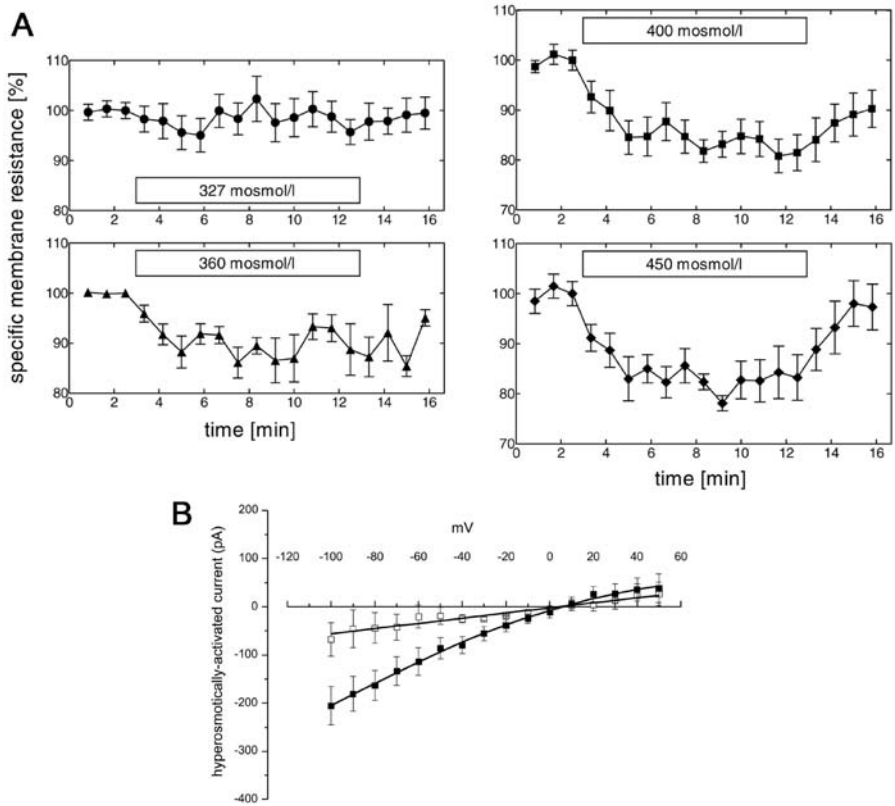 A
specific membrane resistance [%]
110
100
90
80
327 mosmol/l
0 2 4 6 8 10 12 14 16
110
100
90
80
360 mosmol/l
0 2 4 6 8 10 12 14 16
time [min]
110
100
90
80
70
400 mosmol/l
0 2 4 6 8 10 12 14 16
110
100
90
80
70
450 mosmol/l
0 2 4 6 8 10 12 14 16
time [min]
B
hyperosmotically-activated current (pA)
mV
-120 -100 -80 -60 -40 -20 0 20 40 60
200
100
0
-100
-200
-300
-400